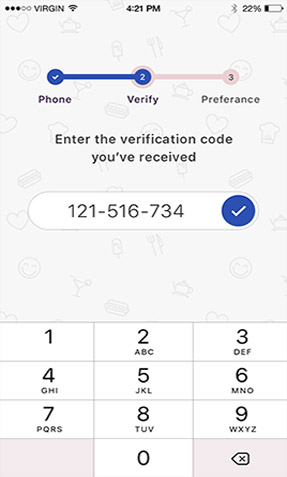 VIRGIN 4:21 PM 22%
2 3
Phone Verify Preferance
Enter the verification code
you've received
121-516-734
1 2 3
ABC DEF
4 5 6
GHI JKL MNO
7 8 9
PQRS TUV WXYZ
0